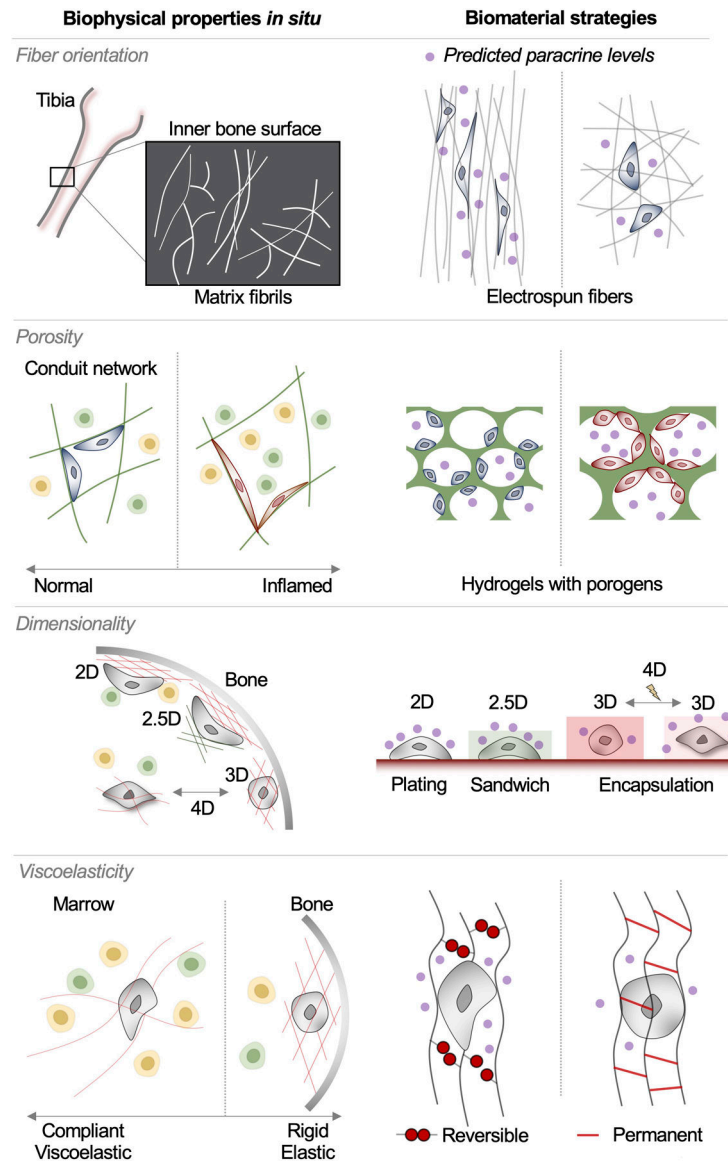 Biophysical properties in situ
Biomaterial strategies
Fiber orientation
Predicted paracrine levels
Tibia
Inner bone surface
Matrix fibrils
Electrospun fibers
Porosity
Conduit network
Normal
Inflamed
Hydrogels with porogens
Dimensionality
2D
Bone
2.5D
3D
4D
4D
2D
2.5D
3D
3D
Plating
Sandwich
Encapsulation
Viscoelasticity
Marrow
Bone
Compliant
Viscoelastic
Rigid
Elastic
Reversible
Permanent